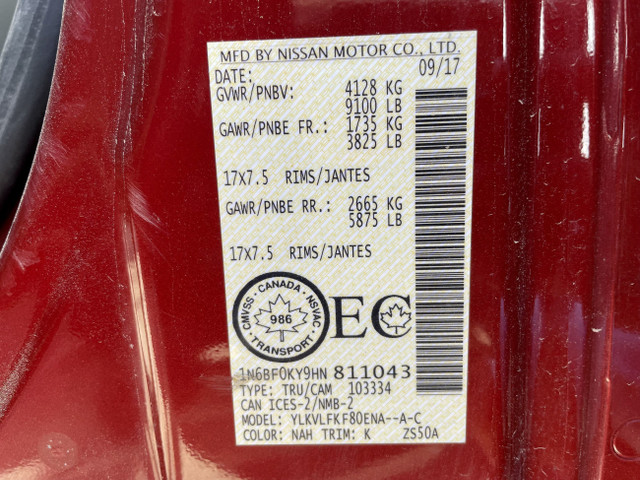 MFD BY NISSAN MOTOR CO., LTD.
DATE: 09/17
GVWR/PNBV: 4128 KG
9100 LB
GAWR/PNBE FR.: 1735 KG
3825 LB
17X7.5 RIMS/JANTES
GAWR/PNBE RR.: 2665 KG
5875 LB
17X7.5 RIMS/JANTES
CMVSS · CANADA · NSVAC
986
TRANSPORT
EC
1N6BF0KY9HN 811043
TYPE: TRU/CAM 103334
CAN ICES-2/NMB-2
MODEL: YLKVLFKF80ENA--A-C
COLOR: NAH TRIM: K ZS50A